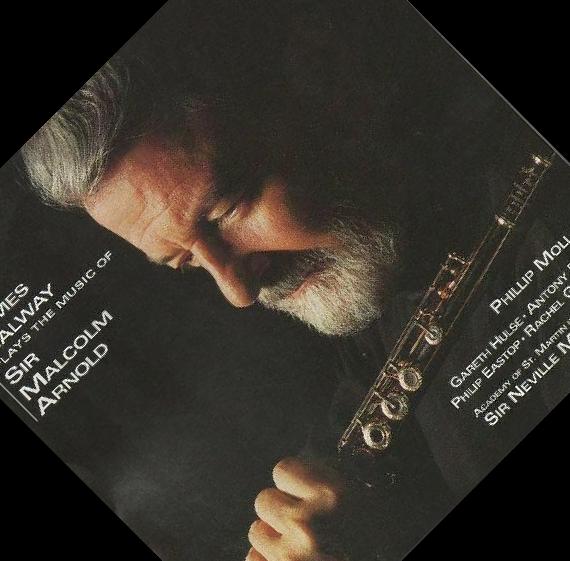 MES
ALWAY
LAYS THE MUSIC OF
SIR
MALCOLM
ARNOLD
PHILLIP MOLL
GARETH HULSE • ANTONY
PHILIP EASTOP • RACHEL
ACADEMY OF ST. MARTIN
SIR NEVILLE M